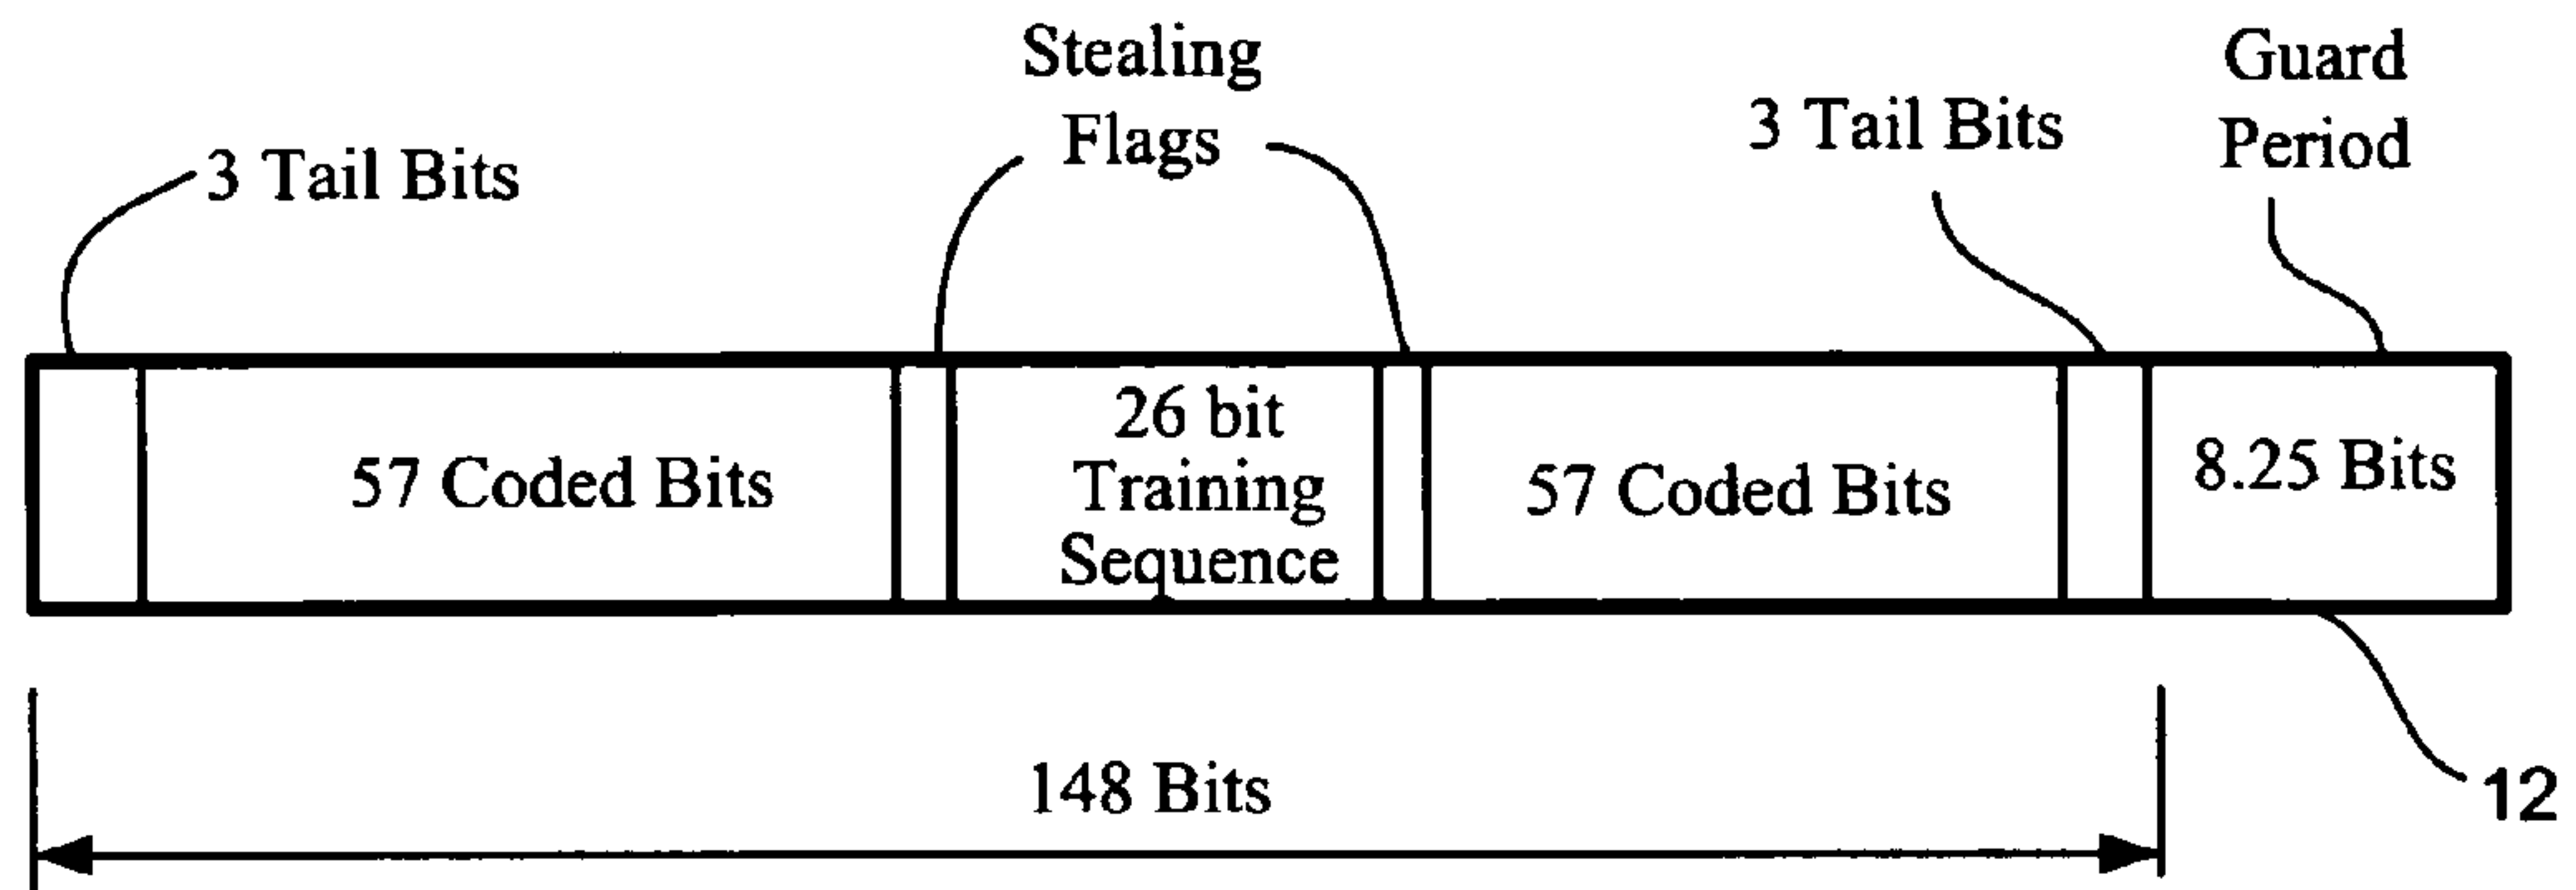 Stealing
Flags
Guard
Period
3 Tail Bits
3 Tail Bits
57 Coded Bits
26 bit
Training
Sequence
57 Coded Bits
8.25 Bits
148 Bits
12